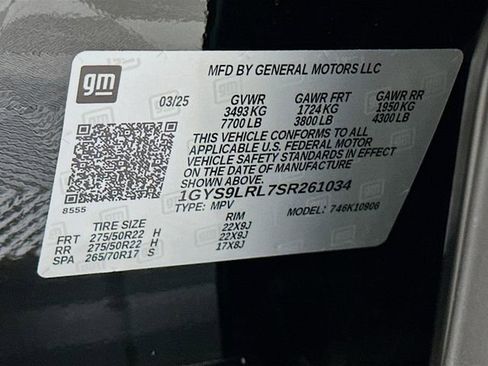 gm
MFD BY GENERAL MOTORS LLC
03/25 GVWR GAWR FRT GAWR RR
3493 KG 1724 KG 1950 KG
7700 LB 3800 LB 4300 LB
THIS VEHICLE CONFORMS TO ALL
APPLICABLE U.S. FEDERAL MOTOR
VEHICLE SAFETY STANDARDS IN
EFFECT ON THE DATE OF MANUFACTURE
SHOWN ABOVE.
1GYS9LRL7SR261034
8555 TYPE: MPV MODEL: 746K10906
TIRE SIZE RIM
FRT 275/50R22 H 22X9J
RR 275/50R22 H 22X9J
SPA 265/70R17 S 17X8J